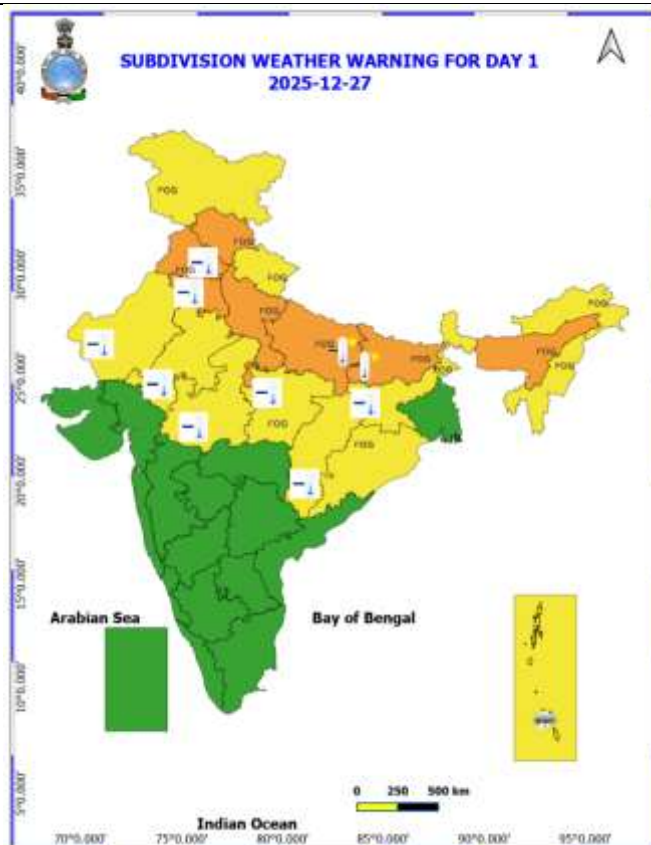 SUBDIVISION WEATHER WARNING FOR DAY 1
2025-12-27
40°0.000'
35°0.000'
30°0.000'
25°0.000'
20°0.000'
15°0.000'
10°0.000'
5°0.000'
FOG
FOG
FOG
FOG
FOG
FOG
FOG
FOG
FOG
FOG
FOG
FOG
FOG
Arabian Sea
Bay of Bengal
0 250 500 km
Indian Ocean
70°0.000' 75°0.000' 80°0.000' 85°0.000' 90°0.000' 95°0.000'